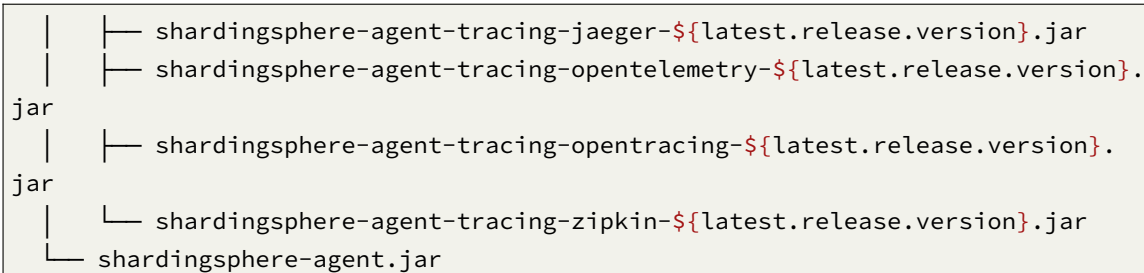 │   ├── shardingsphere-agent-tracing-jaeger-${latest.release.version}.jar
│   ├── shardingsphere-agent-tracing-opentelemetry-${latest.release.version}.
jar
│   ├── shardingsphere-agent-tracing-opentracing-${latest.release.version}.
jar
│   └── shardingsphere-agent-tracing-zipkin-${latest.release.version}.jar
└── shardingsphere-agent.jar